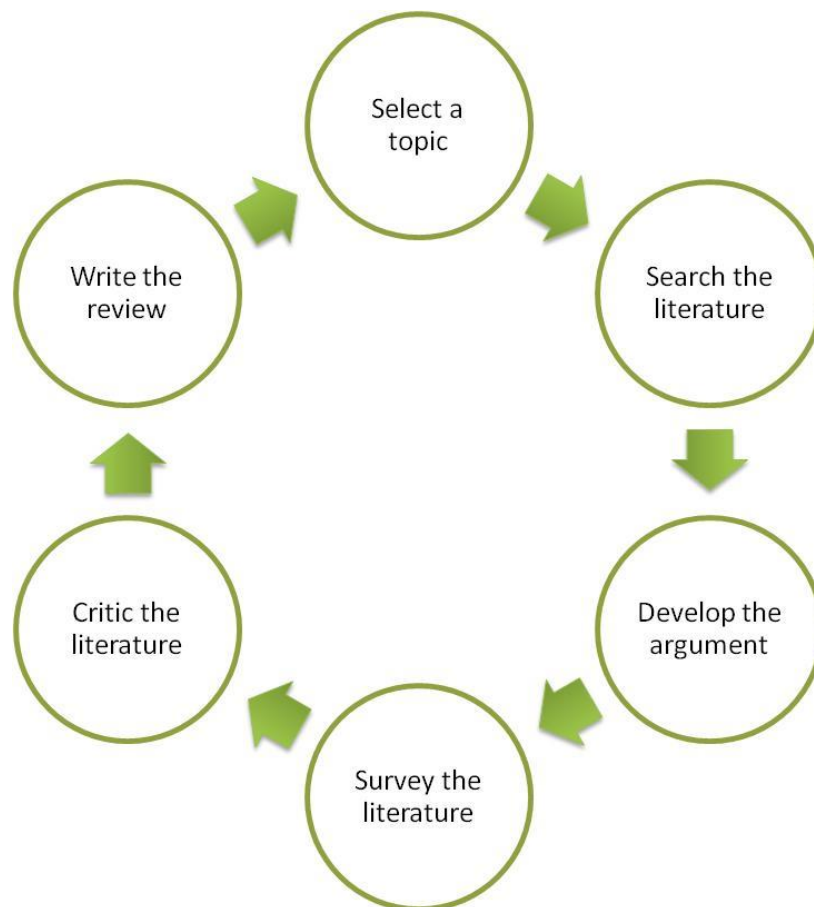 Select a
topic
Search the
literature
Develop the
argument
Survey the
literature
Critic the
literature
Write the
review